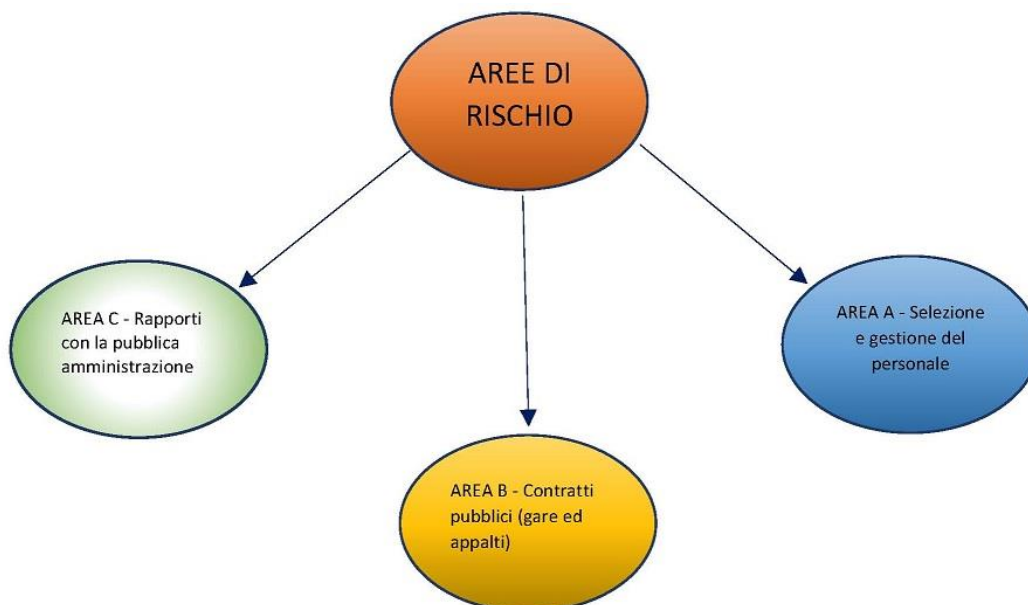 AREE DI
RISCHIO
AREA C - Rapporti
con la pubblica
amministrazione
AREA A - Selezione
e gestione del
personale
AREA B - Contratti
pubblici (gare ed
appalti)